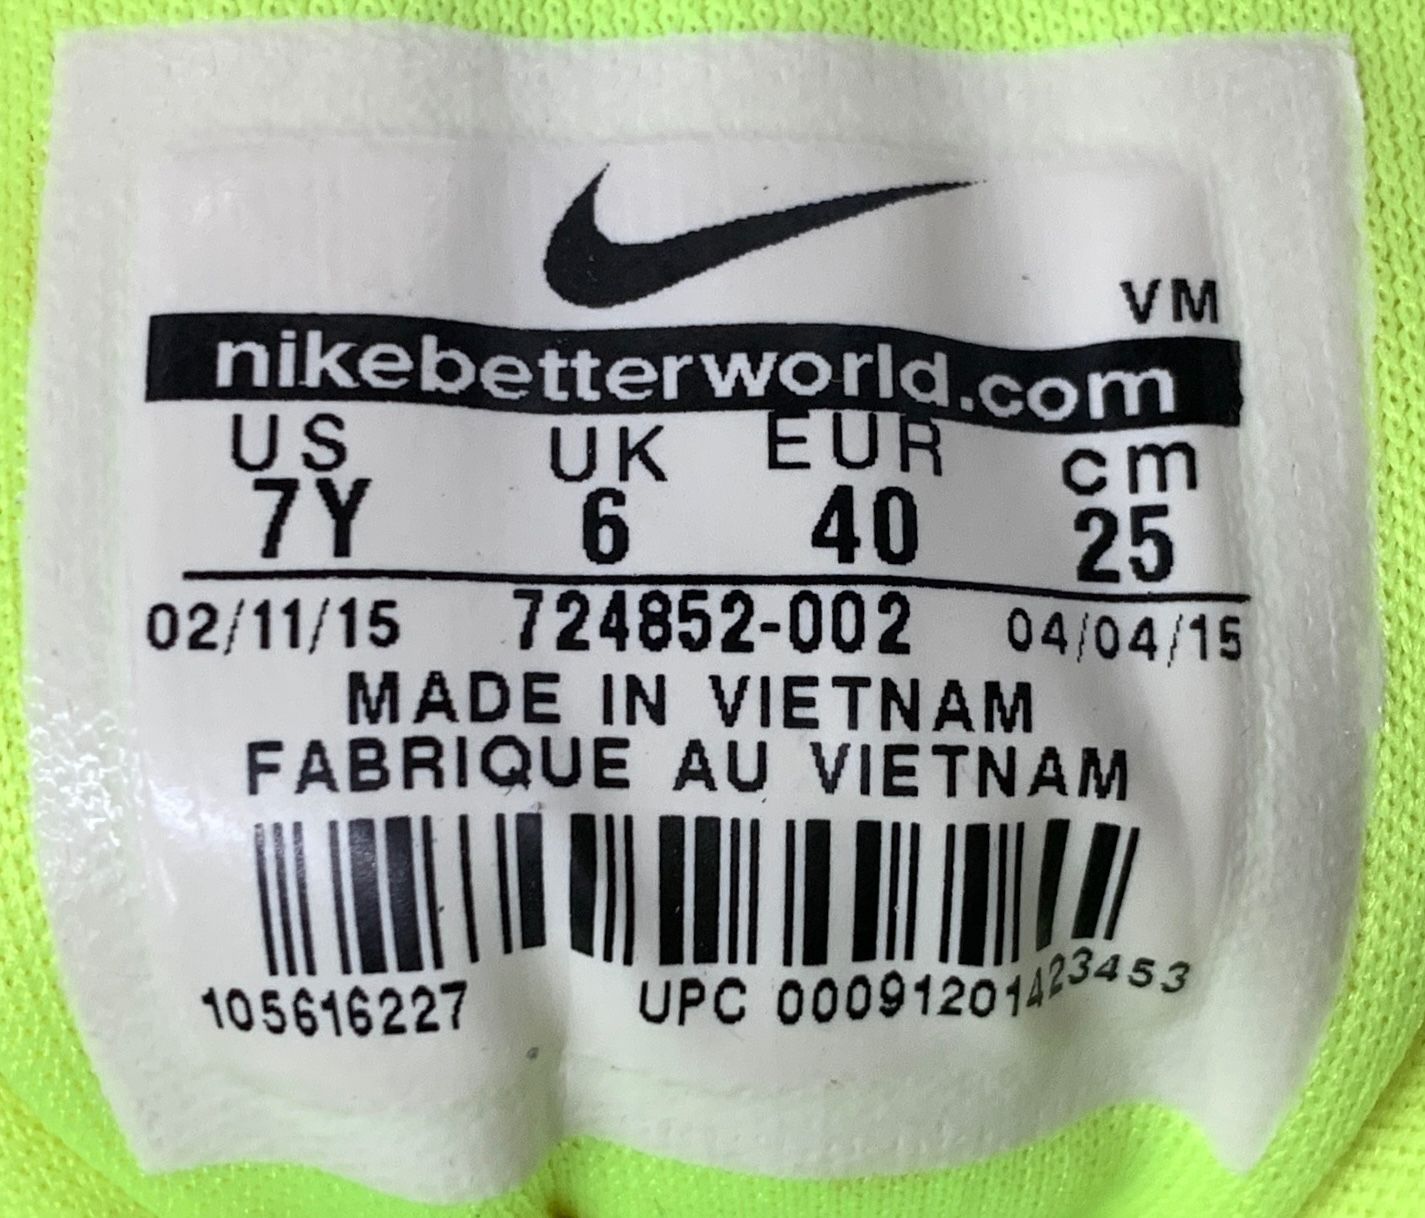 VM
nikebetterworld.com
US UK EUR cm
7Y 6 40 25
02/11/15 724852-002 04/04/15
MADE IN VIETNAM
FABRIQUE AU VIETNAM
105616227 UPC 00091201423453